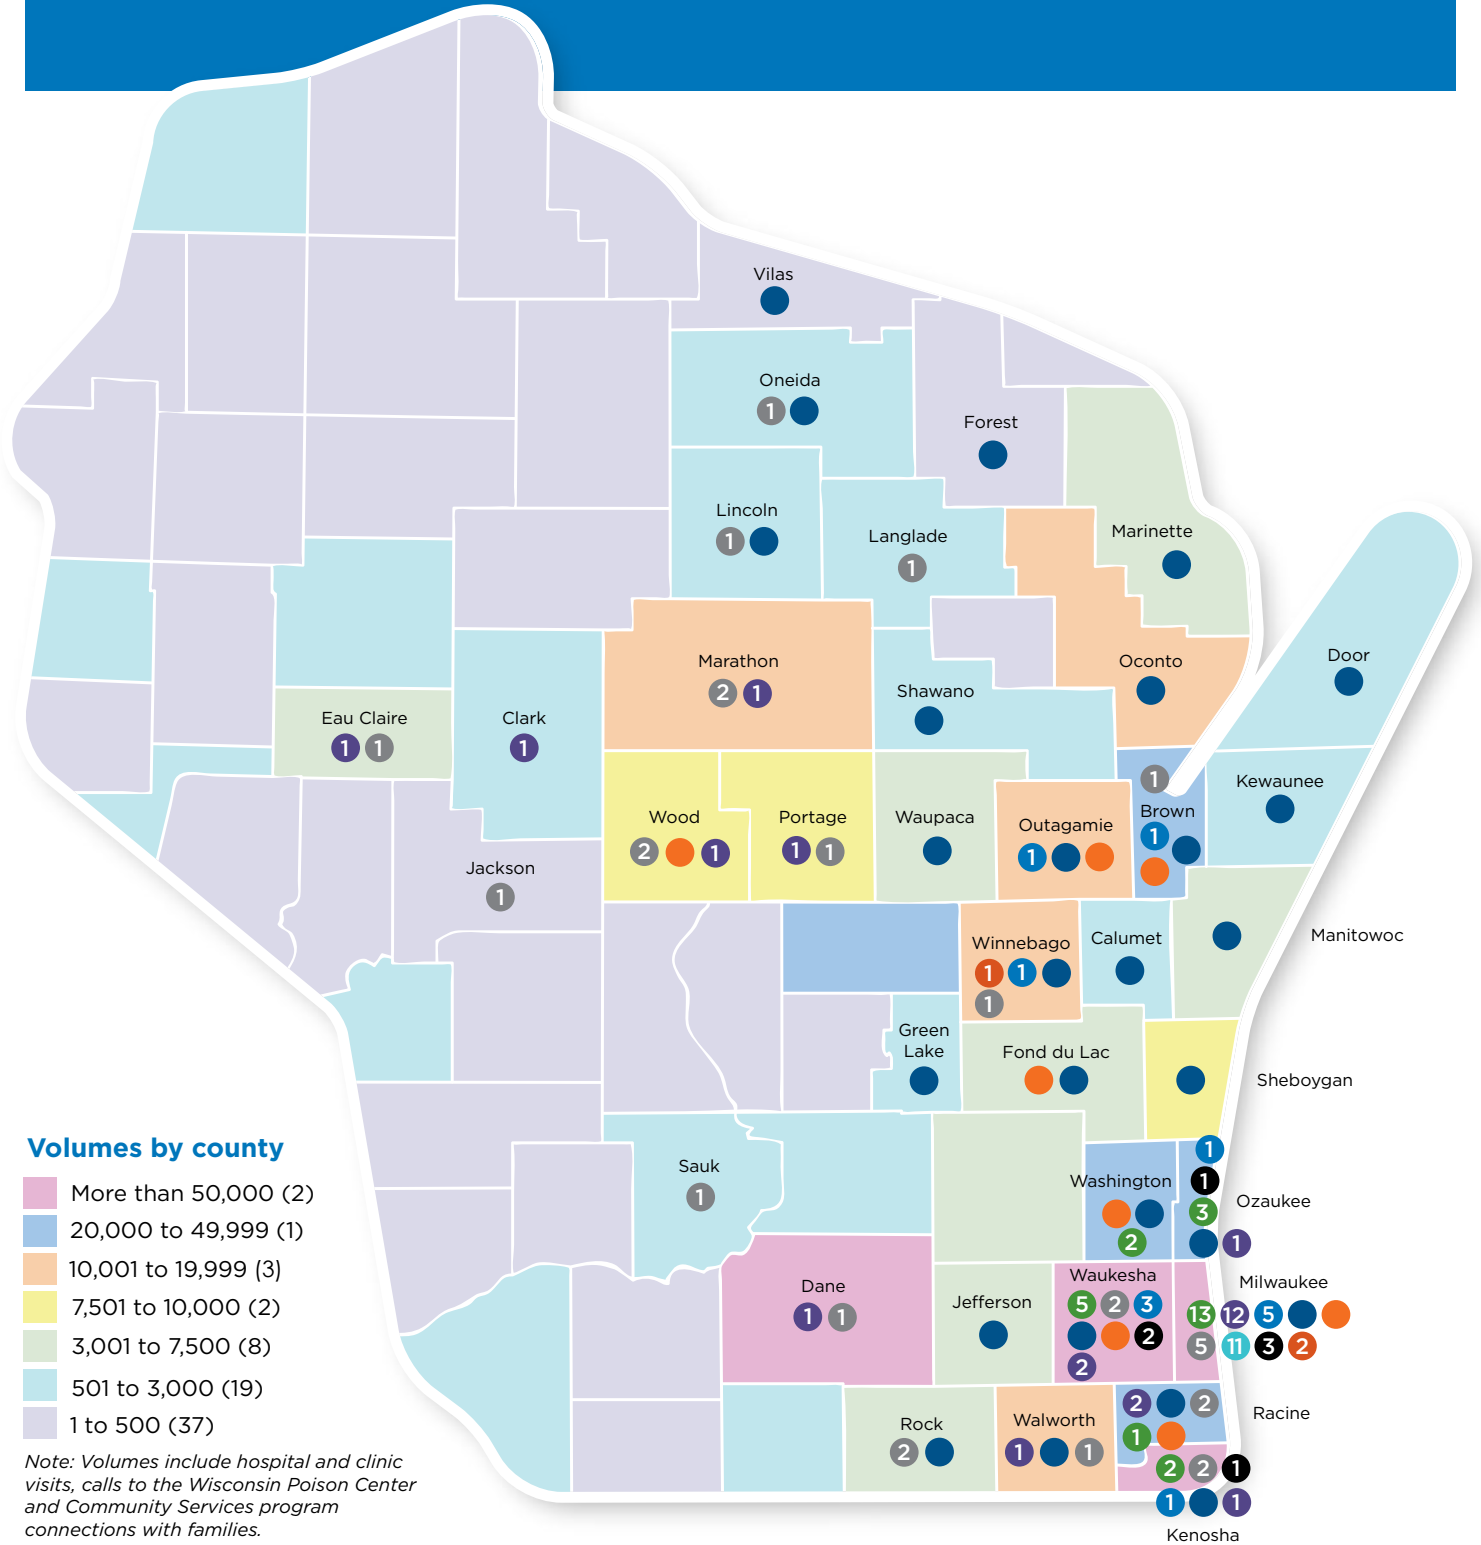 Vilas
Oneida
1
Forest
Lincoln
1
Langlade
1
Marinette
Marathon
2 1
Shawano
Oconto
Door
Eau Claire
1 1
Clark
1
Wood
2 1
Portage
1 1
Waupaca
Outagamie
1
1
Brown
1
Kewaunee
Jackson
1
Winnebago
1 1
1
Calumet
Manitowoc
Green
Lake
Fond du Lac
Sheboygan
Sauk
1
Washington
2
1
1
3
1
Ozaukee
Dane
1 1
Jefferson
Waukesha
5 2 3
2
2
Milwaukee
13 12 5
5 11 3 2
Rock
2
Walworth
1 1
2 2
1
Racine
2 2 1
1 1
Kenosha
Volumes by county
More than 50,000 (2)
20,000 to 49,999 (1)
10,001 to 19,999 (3)
7,501 to 10,000 (2)
3,001 to 7,500 (8)
501 to 3,000 (19)
1 to 500 (37)
Note: Volumes include hospital and clinic
visits, calls to the Wisconsin Poison Center
and Community Services program
connections with families.